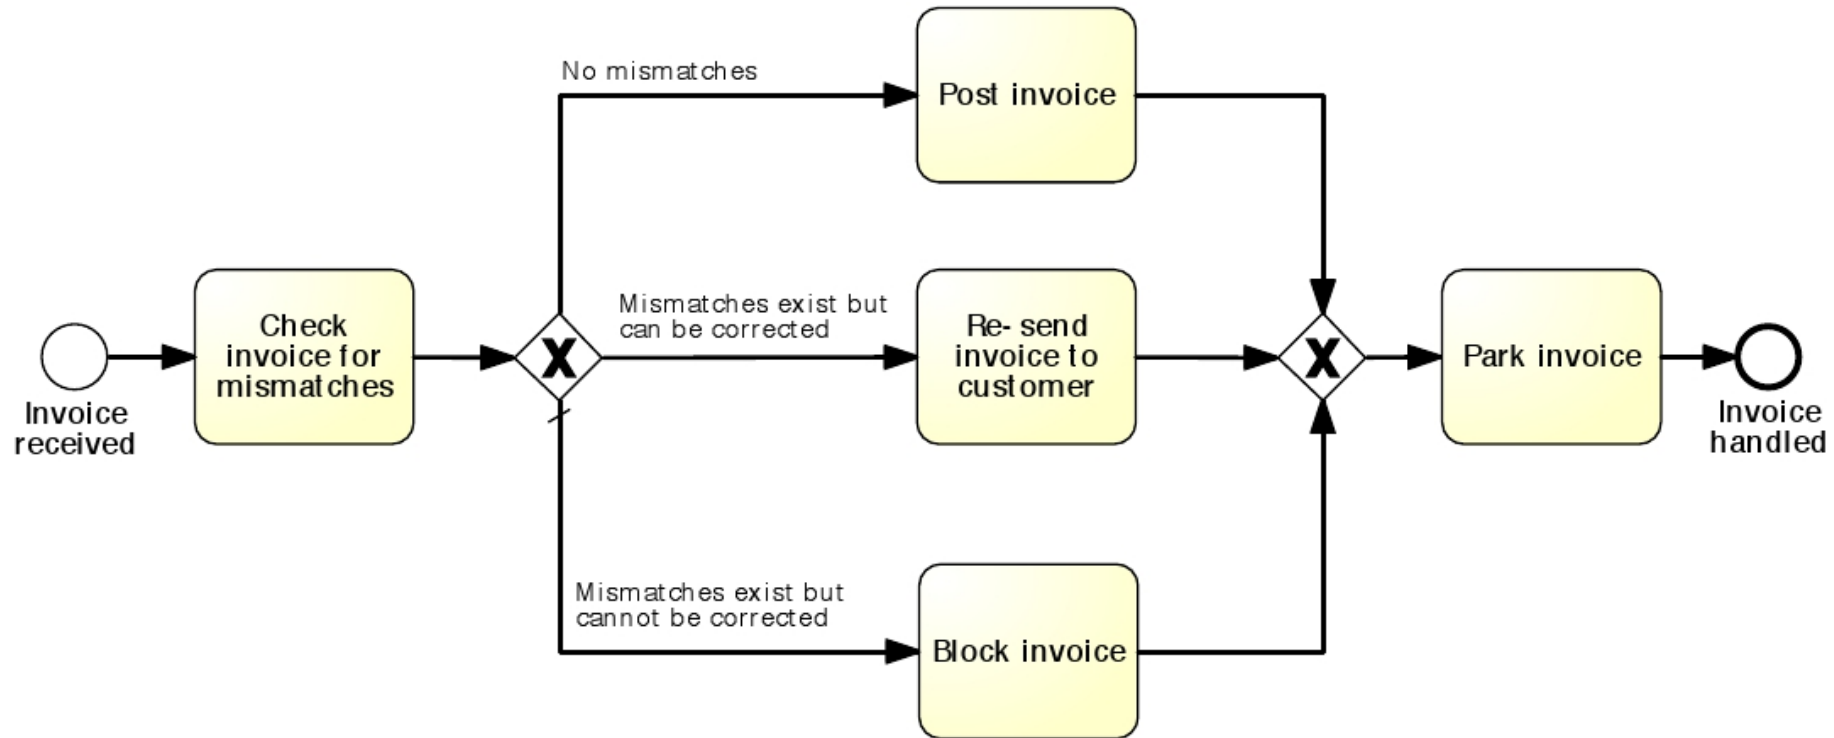 No mismatches
Post invoice
Invoice
received
Check
invoice for
mismatches
X
Mismatches exist but
can be corrected
Re- send
invoice to
customer
X
Park invoice
Invoice
handled
Mismatches exist but
cannot be corrected
Block invoice